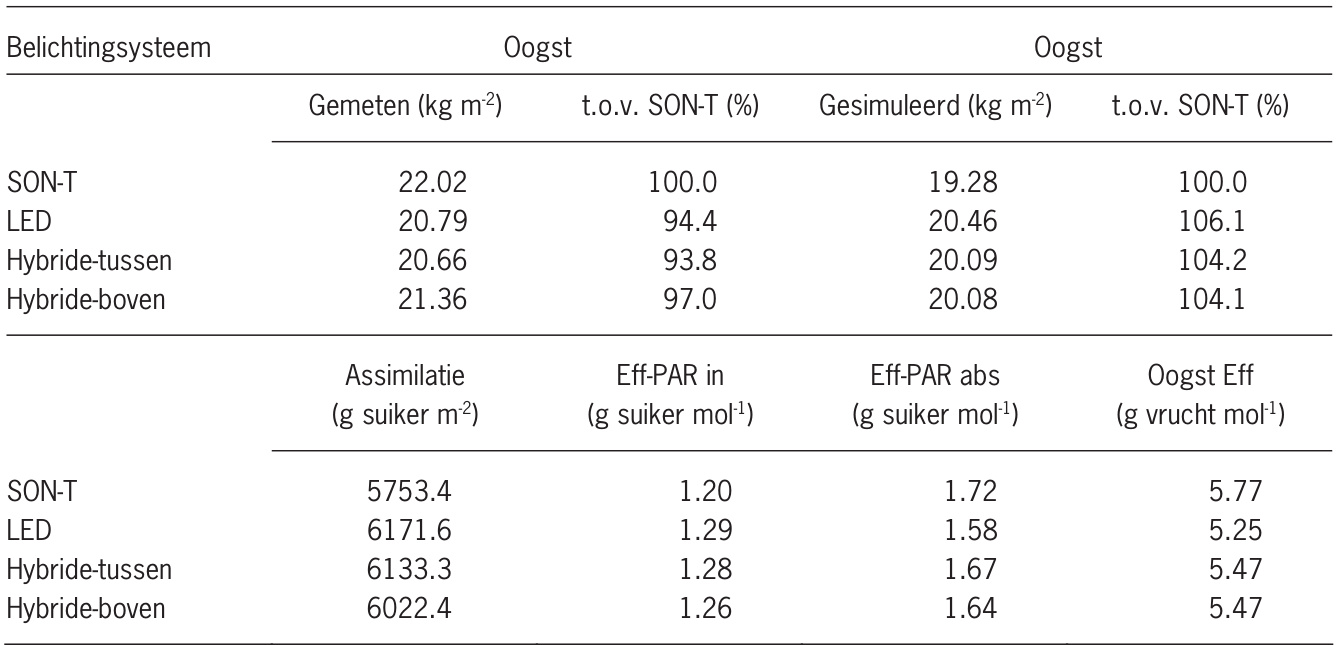 Belichtingsysteem Oogst Oogst
Gemeten (kg m-2) t.o.v. SON-T (%) Gesimuleerd (kg m-2) t.o.v. SON-T (%)
SON-T 22.02 100.0 19.28 100.0
LED 20.79 94.4 20.46 106.1
Hybride-tussen 20.66 93.8 20.09 104.2
Hybride-boven 21.36 97.0 20.08 104.1
Assimilatie Eff-PAR in Eff-PAR abs Oogst Eff
(g suiker m-2) (g suiker mol-1) (g suiker mol-1) (g vrucht mol-1)
SON-T 5753.4 1.20 1.72 5.77
LED 6171.6 1.29 1.58 5.25
Hybride-tussen 6133.3 1.28 1.67 5.47
Hybride-boven 6022.4 1.26 1.64 5.47